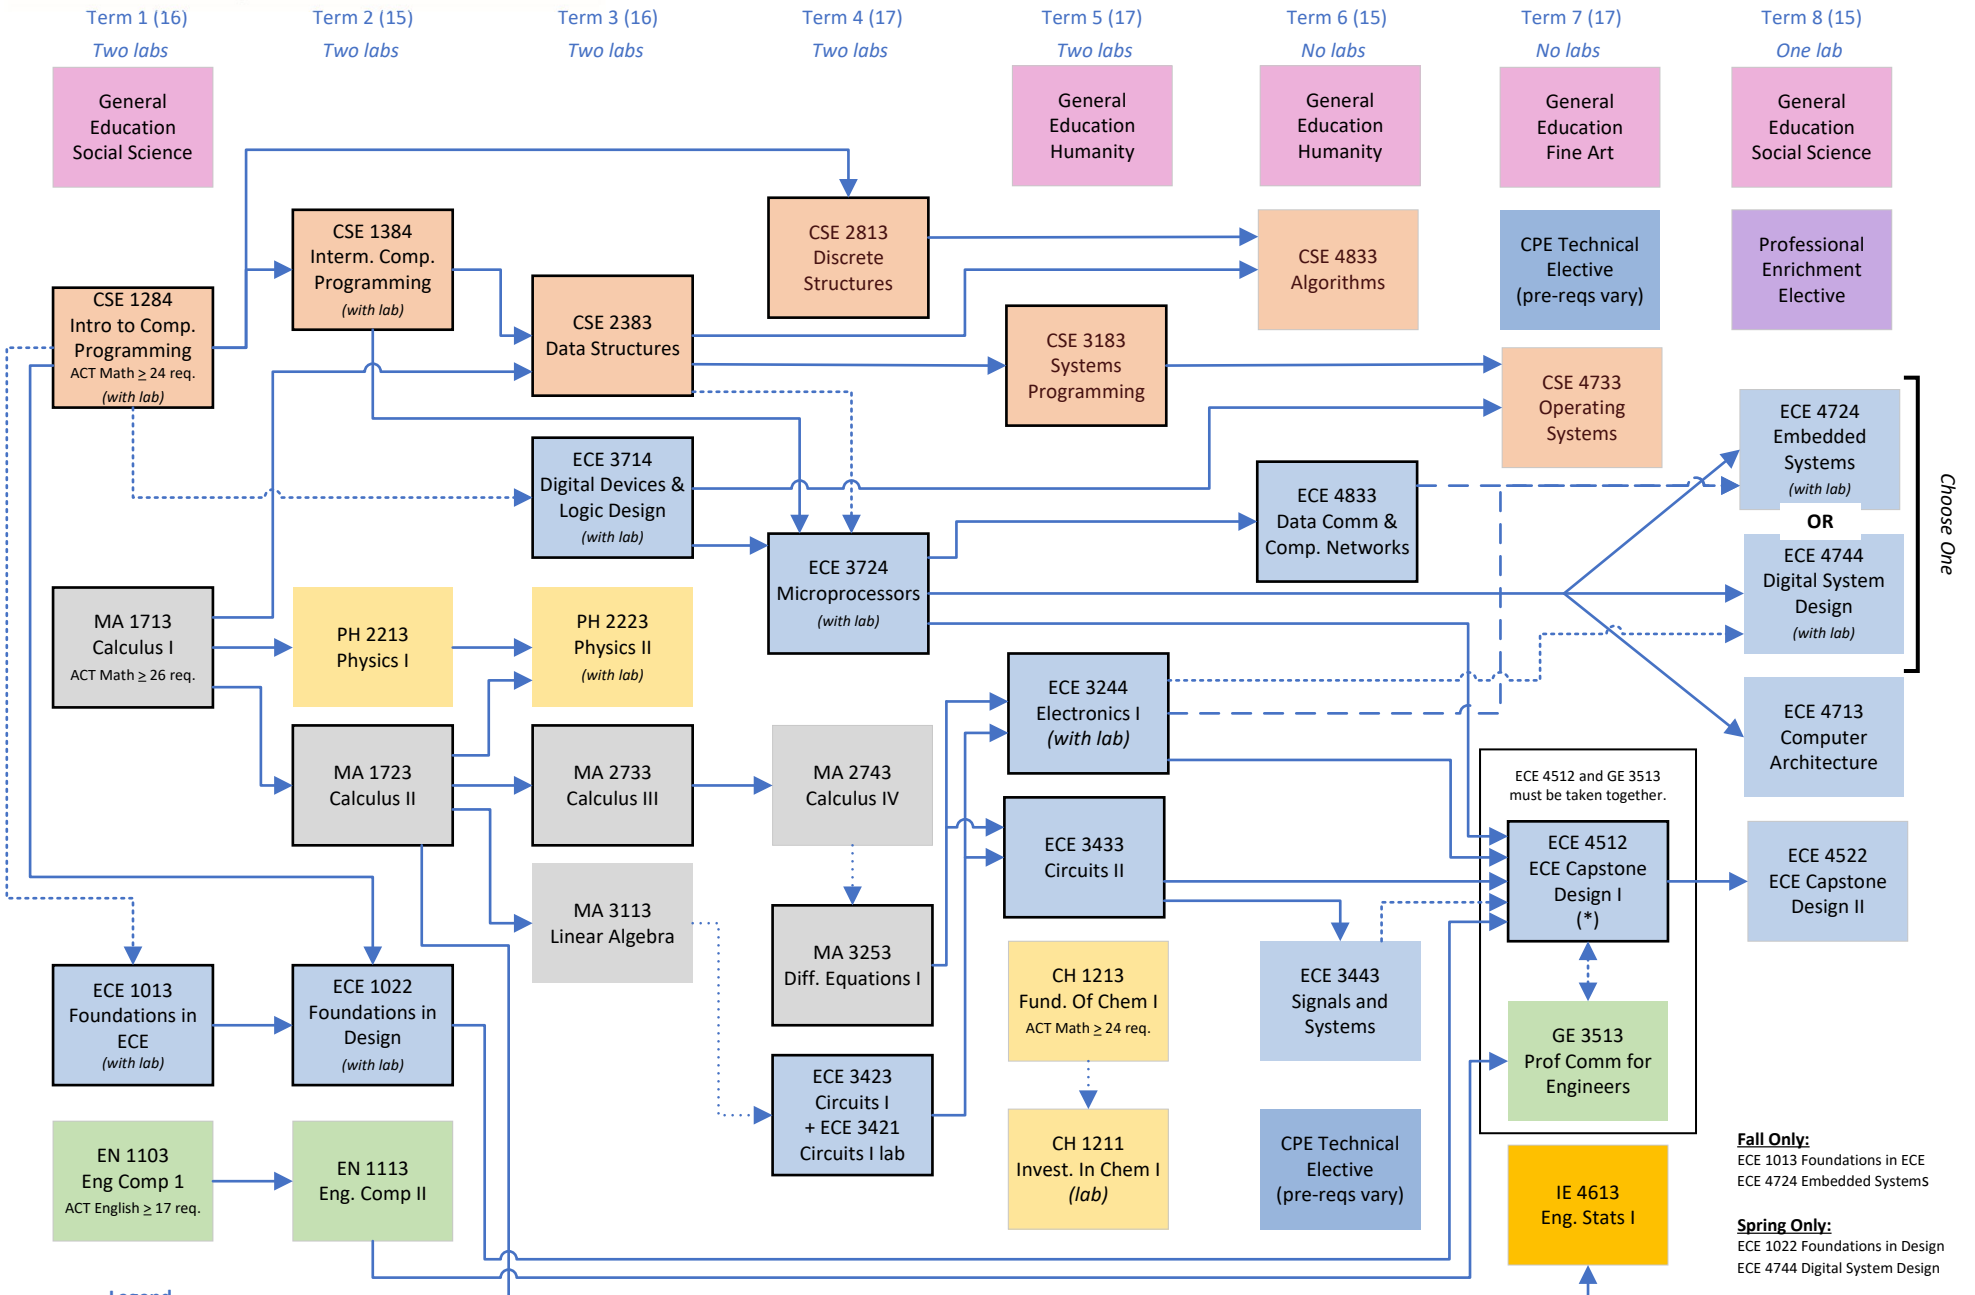 Term 1 (16)
Two labs
Term 2 (15)
Two labs
Term 3 (16)
Two labs
Term 4 (17)
Two labs
Term 5 (17)
Two labs
Term 6 (15)
No labs
Term 7 (17)
No labs
Term 8 (15)
One lab
General
Education
Social Science
CSE 1284
Intro to Comp.
Programming
ACT Math ≥ 24 req.
(with lab)
MA 1713
Calculus I
ACT Math ≥ 26 req.
ECE 1013
Foundations in
ECE
(with lab)
EN 1103
Eng Comp 1
ACT English ≥ 17 req.
CSE 1384
Interm. Comp.
Programming
(with lab)
PH 2213
Physics I
MA 1723
Calculus II
ECE 1022
Foundations in
Design
(with lab)
EN 1113
Eng. Comp II
CSE 2383
Data Structures
ECE 3714
Digital Devices &
Logic Design
(with lab)
PH 2223
Physics II
(with lab)
MA 2733
Calculus III
MA 3113
Linear Algebra
CSE 2813
Discrete
Structures
ECE 3724
Microprocessors
(with lab)
MA 2743
Calculus IV
MA 3253
Diff. Equations I
ECE 3423
Circuits I
+ ECE 3421
Circuits I lab
General
Education
Humanity
CSE 3183
Systems
Programming
ECE 3244
Electronics I
(with lab)
ECE 3433
Circuits II
CH 1213
Fund. Of Chem I
ACT Math ≥ 24 req.
CH 1211
Invest. In Chem I
(lab)
General
Education
Humanity
CSE 4833
Algorithms
ECE 4833
Data Comm &
Comp. Networks
ECE 3443
Signals and
Systems
CPE Technical
Elective
(pre-reqs vary)
General
Education
Fine Art
CPE Technical
Elective
(pre-reqs vary)
CSE 4733
Operating
Systems
ECE 4512 and GE 3513
must be taken together.
ECE 4512
ECE Capstone
Design I
(*)
GE 3513
Prof Comm for
Engineers
IE 4613
Eng. Stats I
General
Education
Social Science
Professional
Enrichment
Elective
ECE 4724
Embedded
Systems
(with lab)
OR
ECE 4744
Digital System
Design
(with lab)
Choose One
ECE 4713
Computer
Architecture
ECE 4522
ECE Capstone
Design II
Fall Only:
ECE 1013 Foundations in ECE
ECE 4724 Embedded Systems
Spring Only:
ECE 1022 Foundations in Design
ECE 4744 Digital System Design
Legend